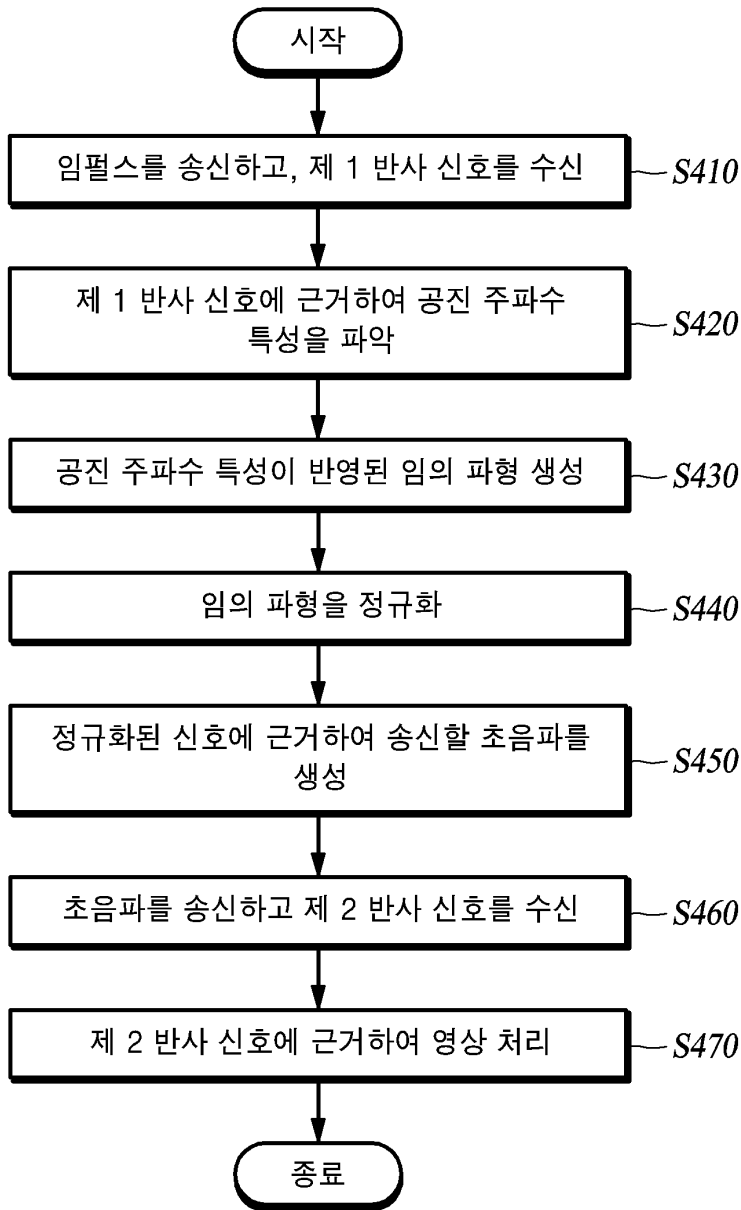 시작
임펄스를 송신하고, 제 1 반사 신호를 수신
S410
제 1 반사 신호에 근거하여 공진 주파수
특성을 파악
S420
공진 주파수 특성이 반영된 임의 파형 생성
S430
임의 파형을 정규화
S440
정규화된 신호에 근거하여 송신할 초음파를
생성
S450
초음파를 송신하고 제 2 반사 신호를 수신
S460
제 2 반사 신호에 근거하여 영상 처리
S470
종료